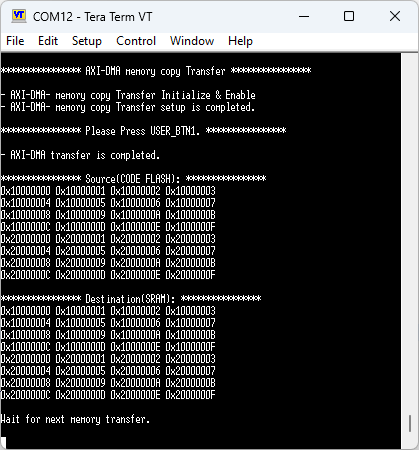 COM12 - Tera Term VT
File Edit Setup Control Window Help
**************** AXI-DMA memory copy Transfer ****************
- AXI-DMA- memory copy Transfer Initialize & Enable
- AXI-DMA- memory copy Transfer setup is completed.
**************** Please Press USER_BTN1. ****************
- AXI-DMA transfer is completed.
**************** Source(CODE FLASH): ****************
0x10000000 0x10000001 0x10000002 0x10000003
0x10000004 0x10000005 0x10000006 0x10000007
0x10000008 0x10000009 0x1000000A 0x1000000B
0x1000000C 0x1000000D 0x1000000E 0x1000000F
0x20000000 0x20000001 0x20000002 0x20000003
0x20000004 0x20000005 0x20000006 0x20000007
0x20000008 0x20000009 0x2000000A 0x2000000B
0x2000000C 0x2000000D 0x2000000E 0x2000000F
**************** Destination(SRAM): ****************
0x10000000 0x10000001 0x10000002 0x10000003
0x10000004 0x10000005 0x10000006 0x10000007
0x10000008 0x10000009 0x1000000A 0x1000000B
0x1000000C 0x1000000D 0x1000000E 0x1000000F
0x20000000 0x20000001 0x20000002 0x20000003
0x20000004 0x20000005 0x20000006 0x20000007
0x20000008 0x20000009 0x2000000A 0x2000000B
0x2000000C 0x2000000D 0x2000000E 0x2000000F
Wait for next memory transfer.